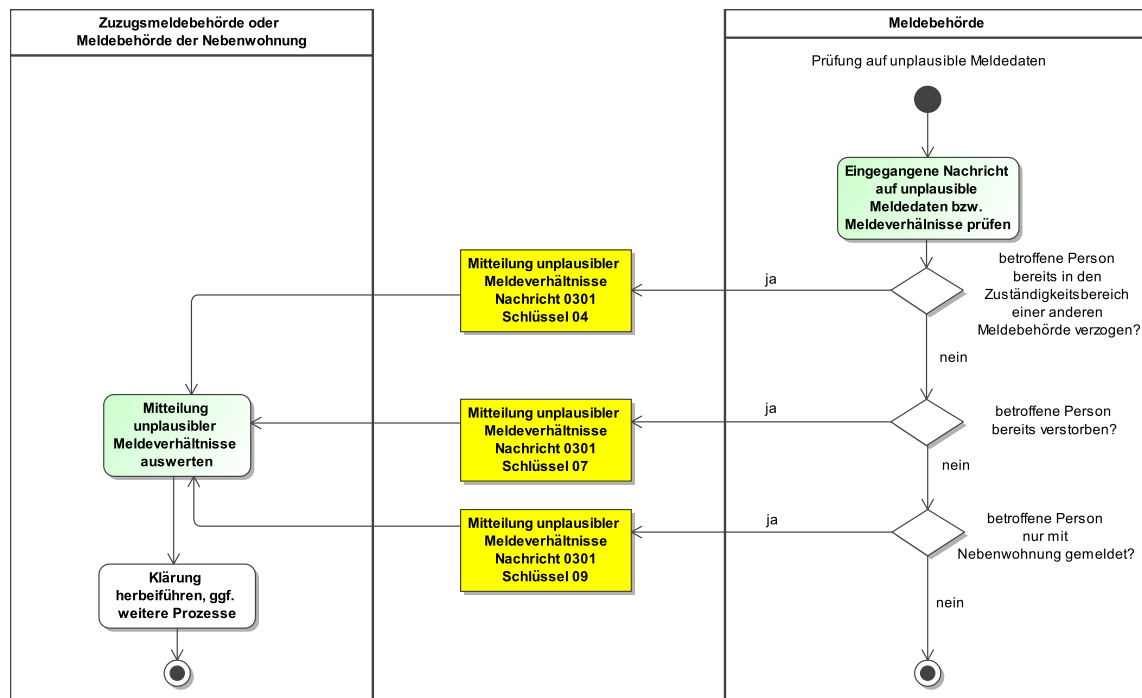 Zuzugsmeldebehörde oder
Meldebehörde der Nebenwohnung
Meldebehörde
Prüfung auf unplausible Meldedaten
Eingegangene Nachricht
auf unplausible
Meldedaten bzw.
Meldeverhälnisse prüfen
betroffene Person
bereits in den
Zuständigkeitsbereich
einer anderen
Meldebehörde verzogen?
ja
Mitteilung unplausibler
Meldeverhältnisse
Nachricht 0301
Schlüssel 04
nein
betroffene Person
bereits verstorben?
ja
Mitteilung unplausibler
Meldeverhältnisse
Nachricht 0301
Schlüssel 07
Mitteilung
unplausibler
Meldeverhältnisse
auswerten
nein
betroffene Person
nur mit
Nebenwohnung gemeldet?
ja
Mitteilung unplausibler
Meldeverhältnisse
Nachricht 0301
Schlüssel 09
Klärung
herbeiführen, ggf.
weitere Prozesse
nein